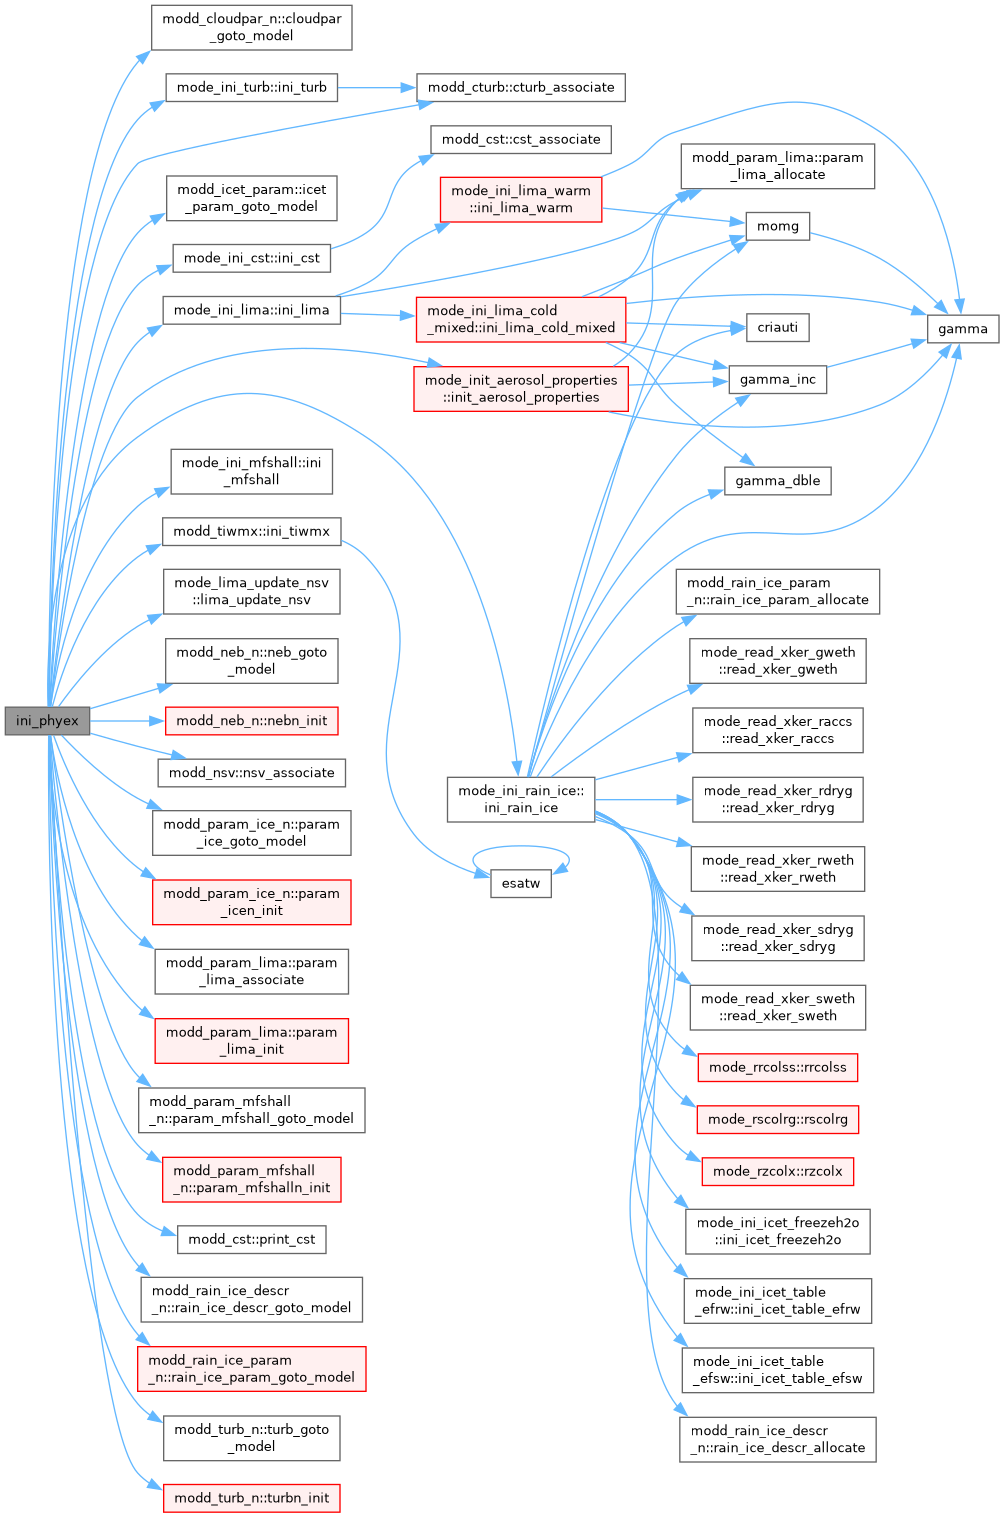 modd_cloudpar_n::cloudpar
_goto_model
mode_ini_turb::ini_turb
modd_cturb::cturb_associate
modd_cst::cst_associate
modd_param_lima::param
_lima_allocate
modd_icet_param::icet
_param_goto_model
mode_ini_lima_warm
::ini_lima_warm
momg
mode_ini_cst::ini_cst
mode_ini_lima::ini_lima
mode_ini_lima_cold
_mixed::ini_lima_cold_mixed
criauti
gamma
mode_init_aerosol_properties
::init_aerosol_properties
gamma_inc
mode_ini_mfshall::ini
_mfshall
gamma_dble
modd_tiwmx::ini_tiwmx
mode_lima_update_nsv
::lima_update_nsv
modd_rain_ice_param
_n::rain_ice_param_allocate
modd_neb_n::neb_goto
_model
mode_read_xker_gweth
::read_xker_gweth
ini_phyex
modd_neb_n::nebn_init
mode_read_xker_raccs
::read_xker_raccs
modd_nsv::nsv_associate
mode_ini_rain_ice::
ini_rain_ice
mode_read_xker_rdryg
::read_xker_rdryg
modd_param_ice_n::param
_ice_goto_model
mode_read_xker_rweth
::read_xker_rweth
esatw
modd_param_ice_n::param
_icen_init
mode_read_xker_sdryg
::read_xker_sdryg
modd_param_lima::param
_lima_associate
mode_read_xker_sweth
::read_xker_sweth
modd_param_lima::param
_lima_init
mode_rrcolss::rrcolss
modd_param_mfshall
_n::param_mfshall_goto_model
mode_rscolrg::rscolrg
modd_param_mfshall
_n::param_mfshalln_init
mode_rzcolx::rzcolx
modd_cst::print_cst
mode_ini_icet_freezeh2o
::ini_icet_freezeh2o
modd_rain_ice_descr
_n::rain_ice_descr_goto_model
mode_ini_icet_table
_efrw::ini_icet_table_efrw
modd_rain_ice_param
_n::rain_ice_param_goto_model
mode_ini_icet_table
_efsw::ini_icet_table_efsw
modd_turb_n::turb_goto
_model
modd_rain_ice_descr
_n::rain_ice_descr_allocate
modd_turb_n::turbn_init